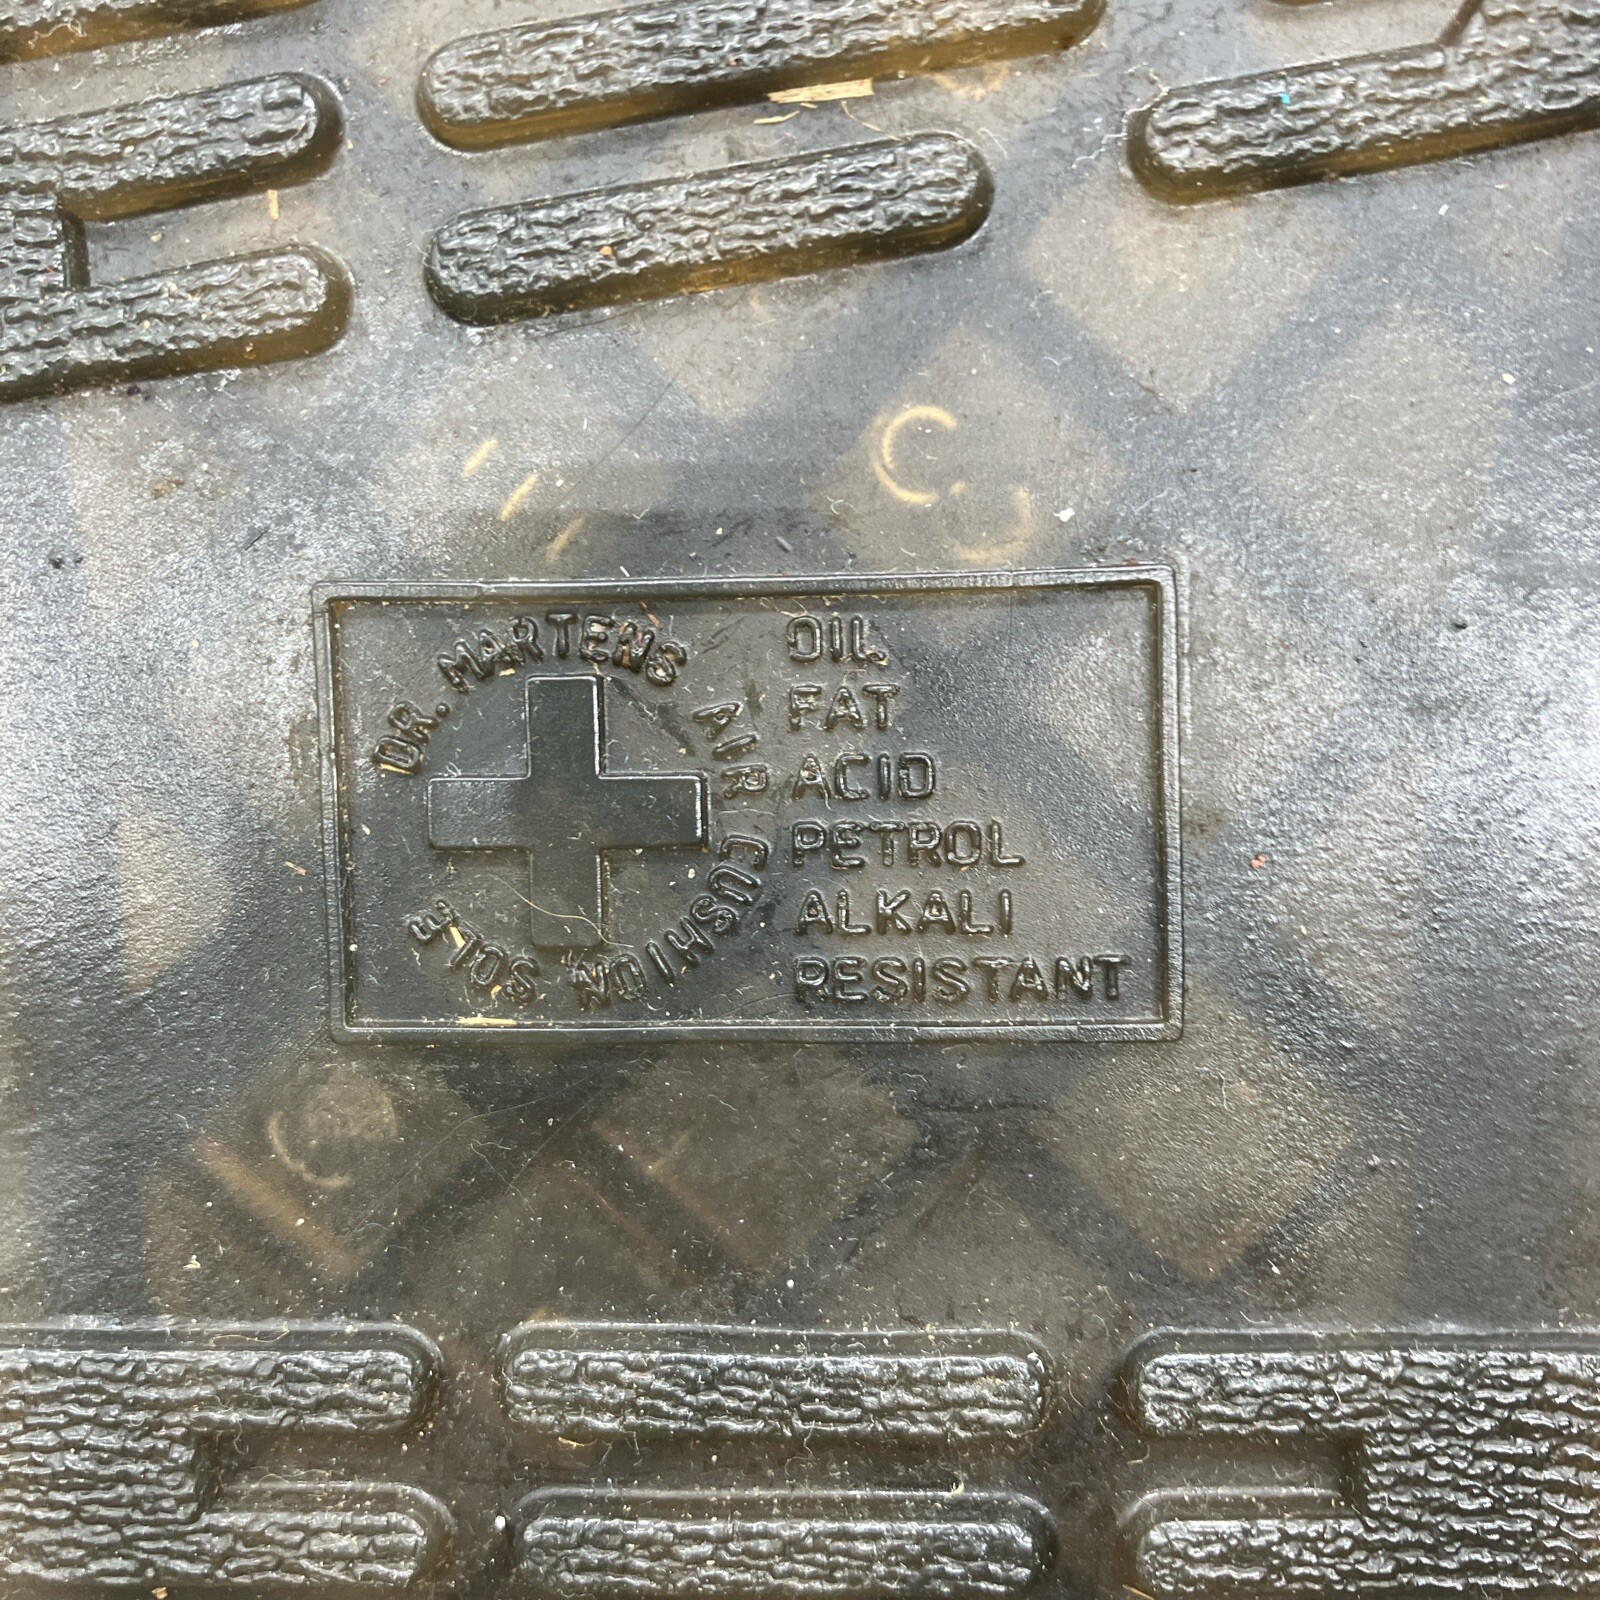 DR. MARTENS AIR CUSHION SOLE
OIL
FAT
ACID
PETROL
ALKALI
RESISTANT